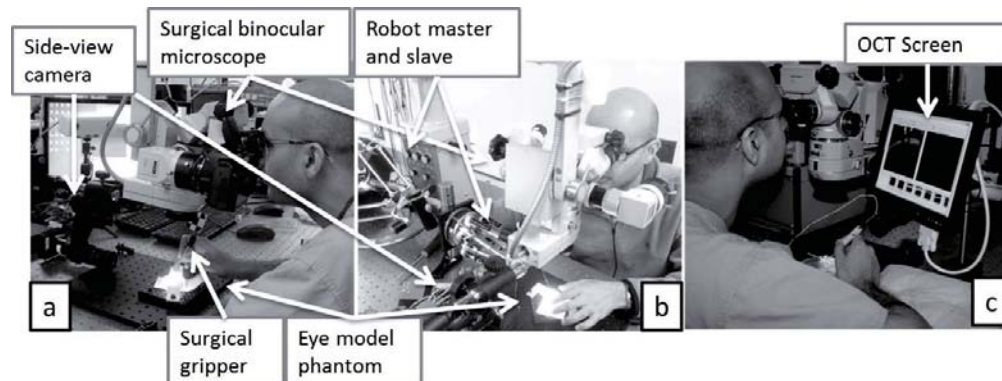 Side-view
camera
Surgical binocular
microscope
Robot master
and slave
OCT Screen
a
b
c
Surgical
gripper
Eye model
phantom